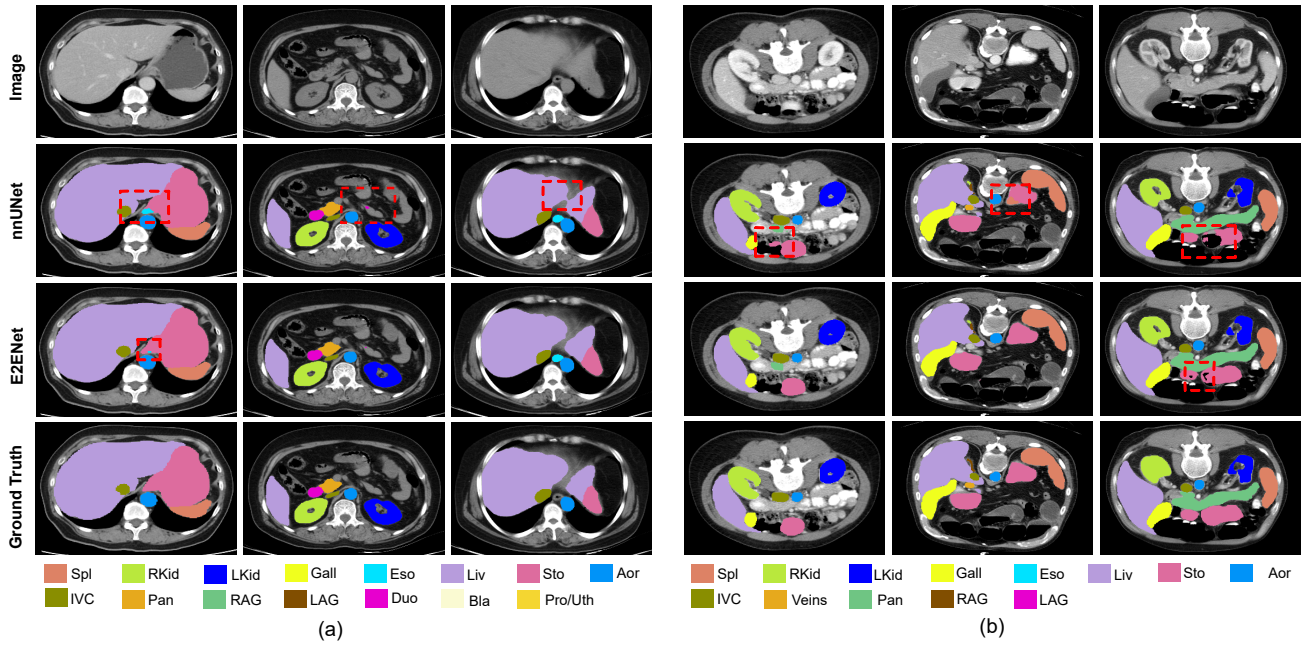 Image
nnUNet
E2ENet
Ground Truth
Spl RKid LKid Gall Eso Liv Sto Aor
IVC Pan RAG LAG Duo Bla Pro/Uth
(a)
Spl RKid LKid Gall Eso Liv Sto Aor
IVC Veins Pan RAG LAG
(b)